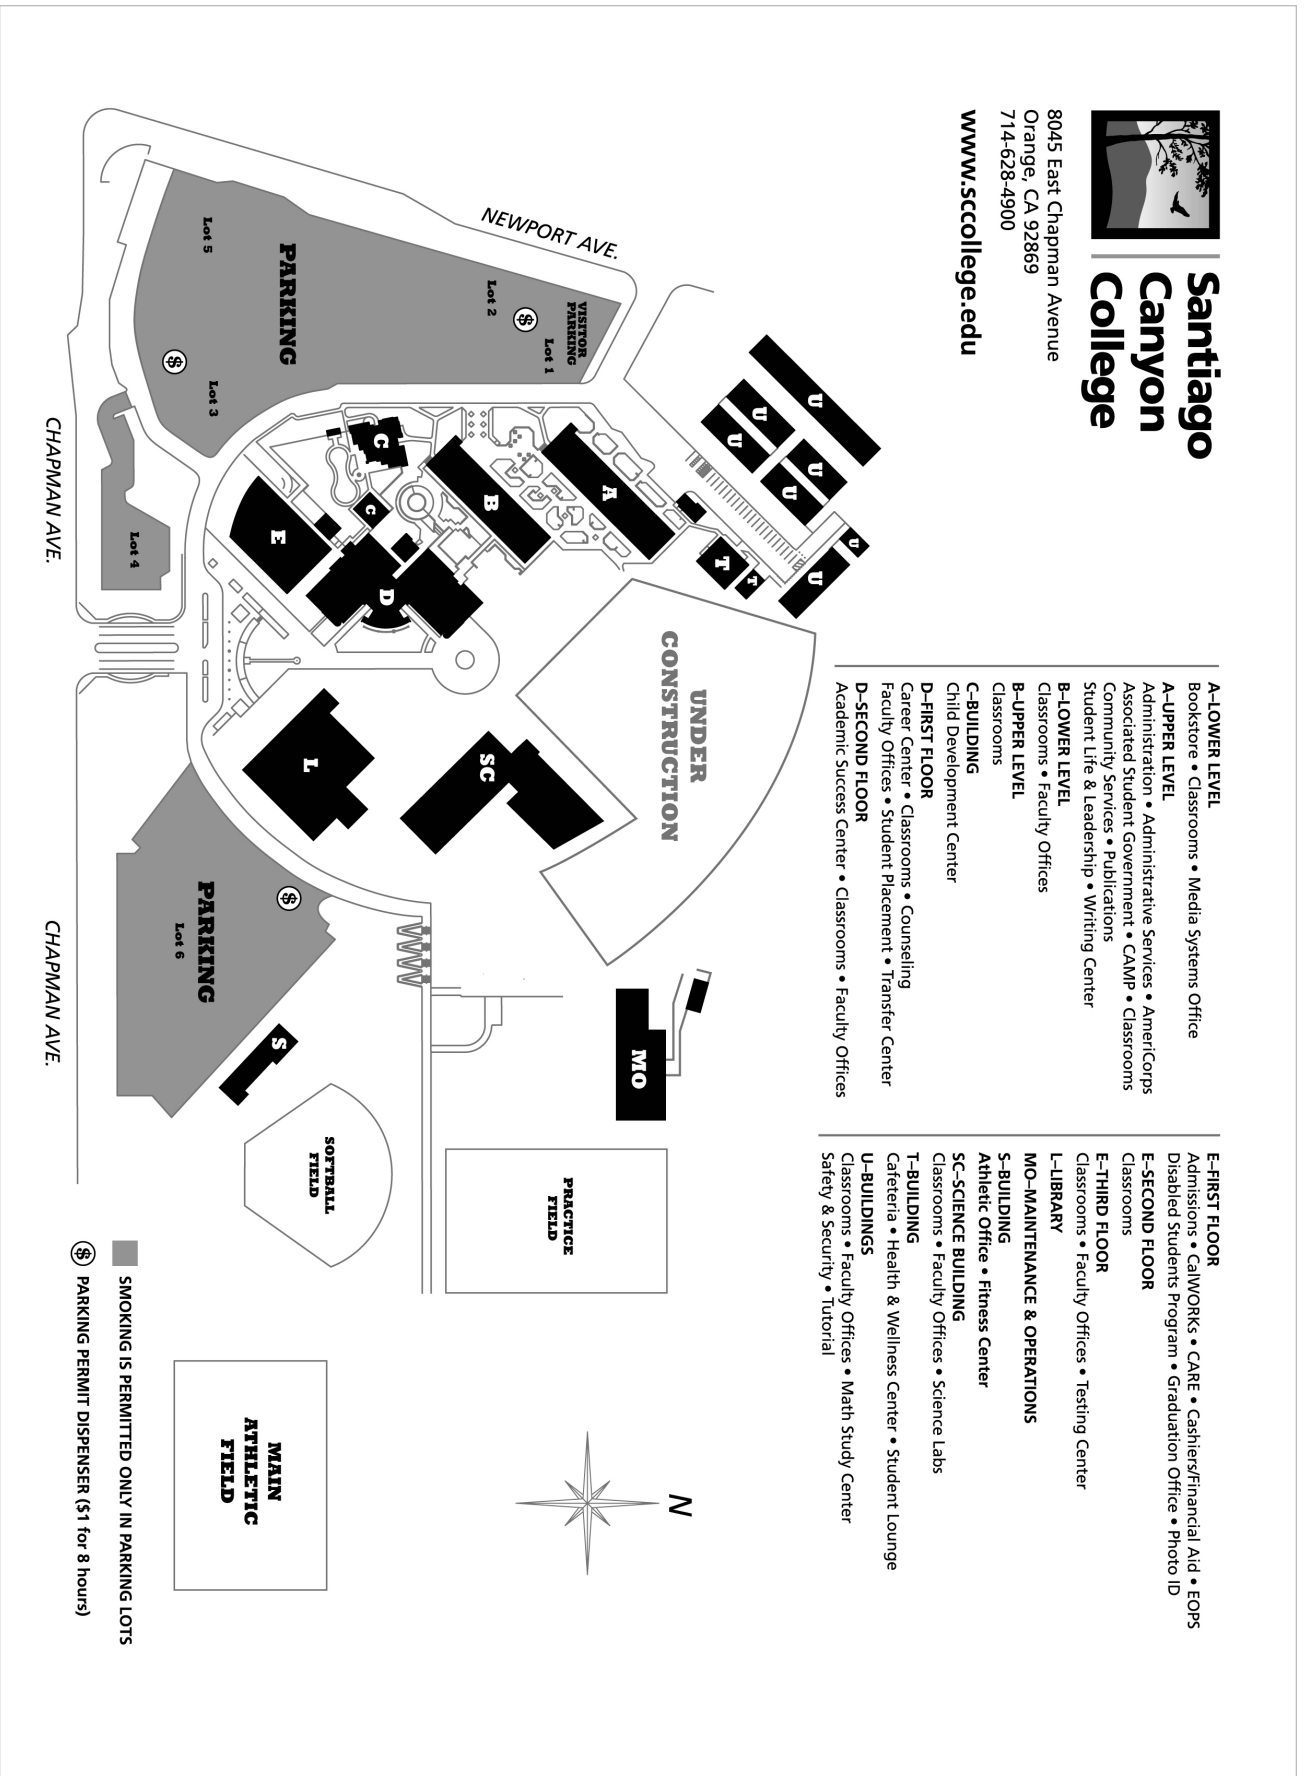 Santiago
Canyon
College
8045 East Chapman Avenue
Orange, CA 92869
714-628-4900
www.sccollege.edu
A–LOWER LEVEL
Bookstore • Classrooms • Media Systems Office
A–UPPER LEVEL
Administration • Administrative Services • AmeriCorps
Associated Student Government • CAMP • Classrooms
Community Services • Publications
Student Life & Leadership • Writing Center
B–LOWER LEVEL
Classrooms • Faculty Offices
B–UPPER LEVEL
Classrooms
C–BUILDING
Child Development Center
D–FIRST FLOOR
Career Center • Classrooms • Counseling
Faculty Offices • Student Placement • Transfer Center
D–SECOND FLOOR
Academic Success Center • Classrooms • Faculty Offices
E–FIRST FLOOR
Admissions • CalWORKs • CARE • Cashiers/Financial Aid • EOPS
Disabled Students Program • Graduation Office • Photo ID
E–SECOND FLOOR
Classrooms
E–THIRD FLOOR
Classrooms • Faculty Offices • Testing Center
L–LIBRARY
MO–MAINTENANCE & OPERATIONS
S–BUILDING
Athletic Office • Fitness Center
SC–SCIENCE BUILDING
Classrooms • Faculty Offices • Science Labs
T–BUILDING
Cafeteria • Health & Wellness Center • Student Lounge
U–BUILDINGS
Classrooms • Faculty Offices • Math Study Center
Safety & Security • Tutorial
U
U
U
U
U
U
U
T
T
NEWPORT AVE.
VISITOR
PARKING
Lot 1
$
Lot 2
A
B
UNDER
CONSTRUCTION
MO
N
PRACTICE
FIELD
C
C
D
SC
PARKING
E
L
$
SOFTBALL
FIELD
S
Lot 5
Lot 3
$
PARKING
Lot 6
MAIN
ATHLETIC
FIELD
Lot 4
CHAPMAN AVE.
CHAPMAN AVE.
SMOKING IS PERMITTED ONLY IN PARKING LOTS
$ PARKING PERMIT DISPENSER ($1 for 8 hours)